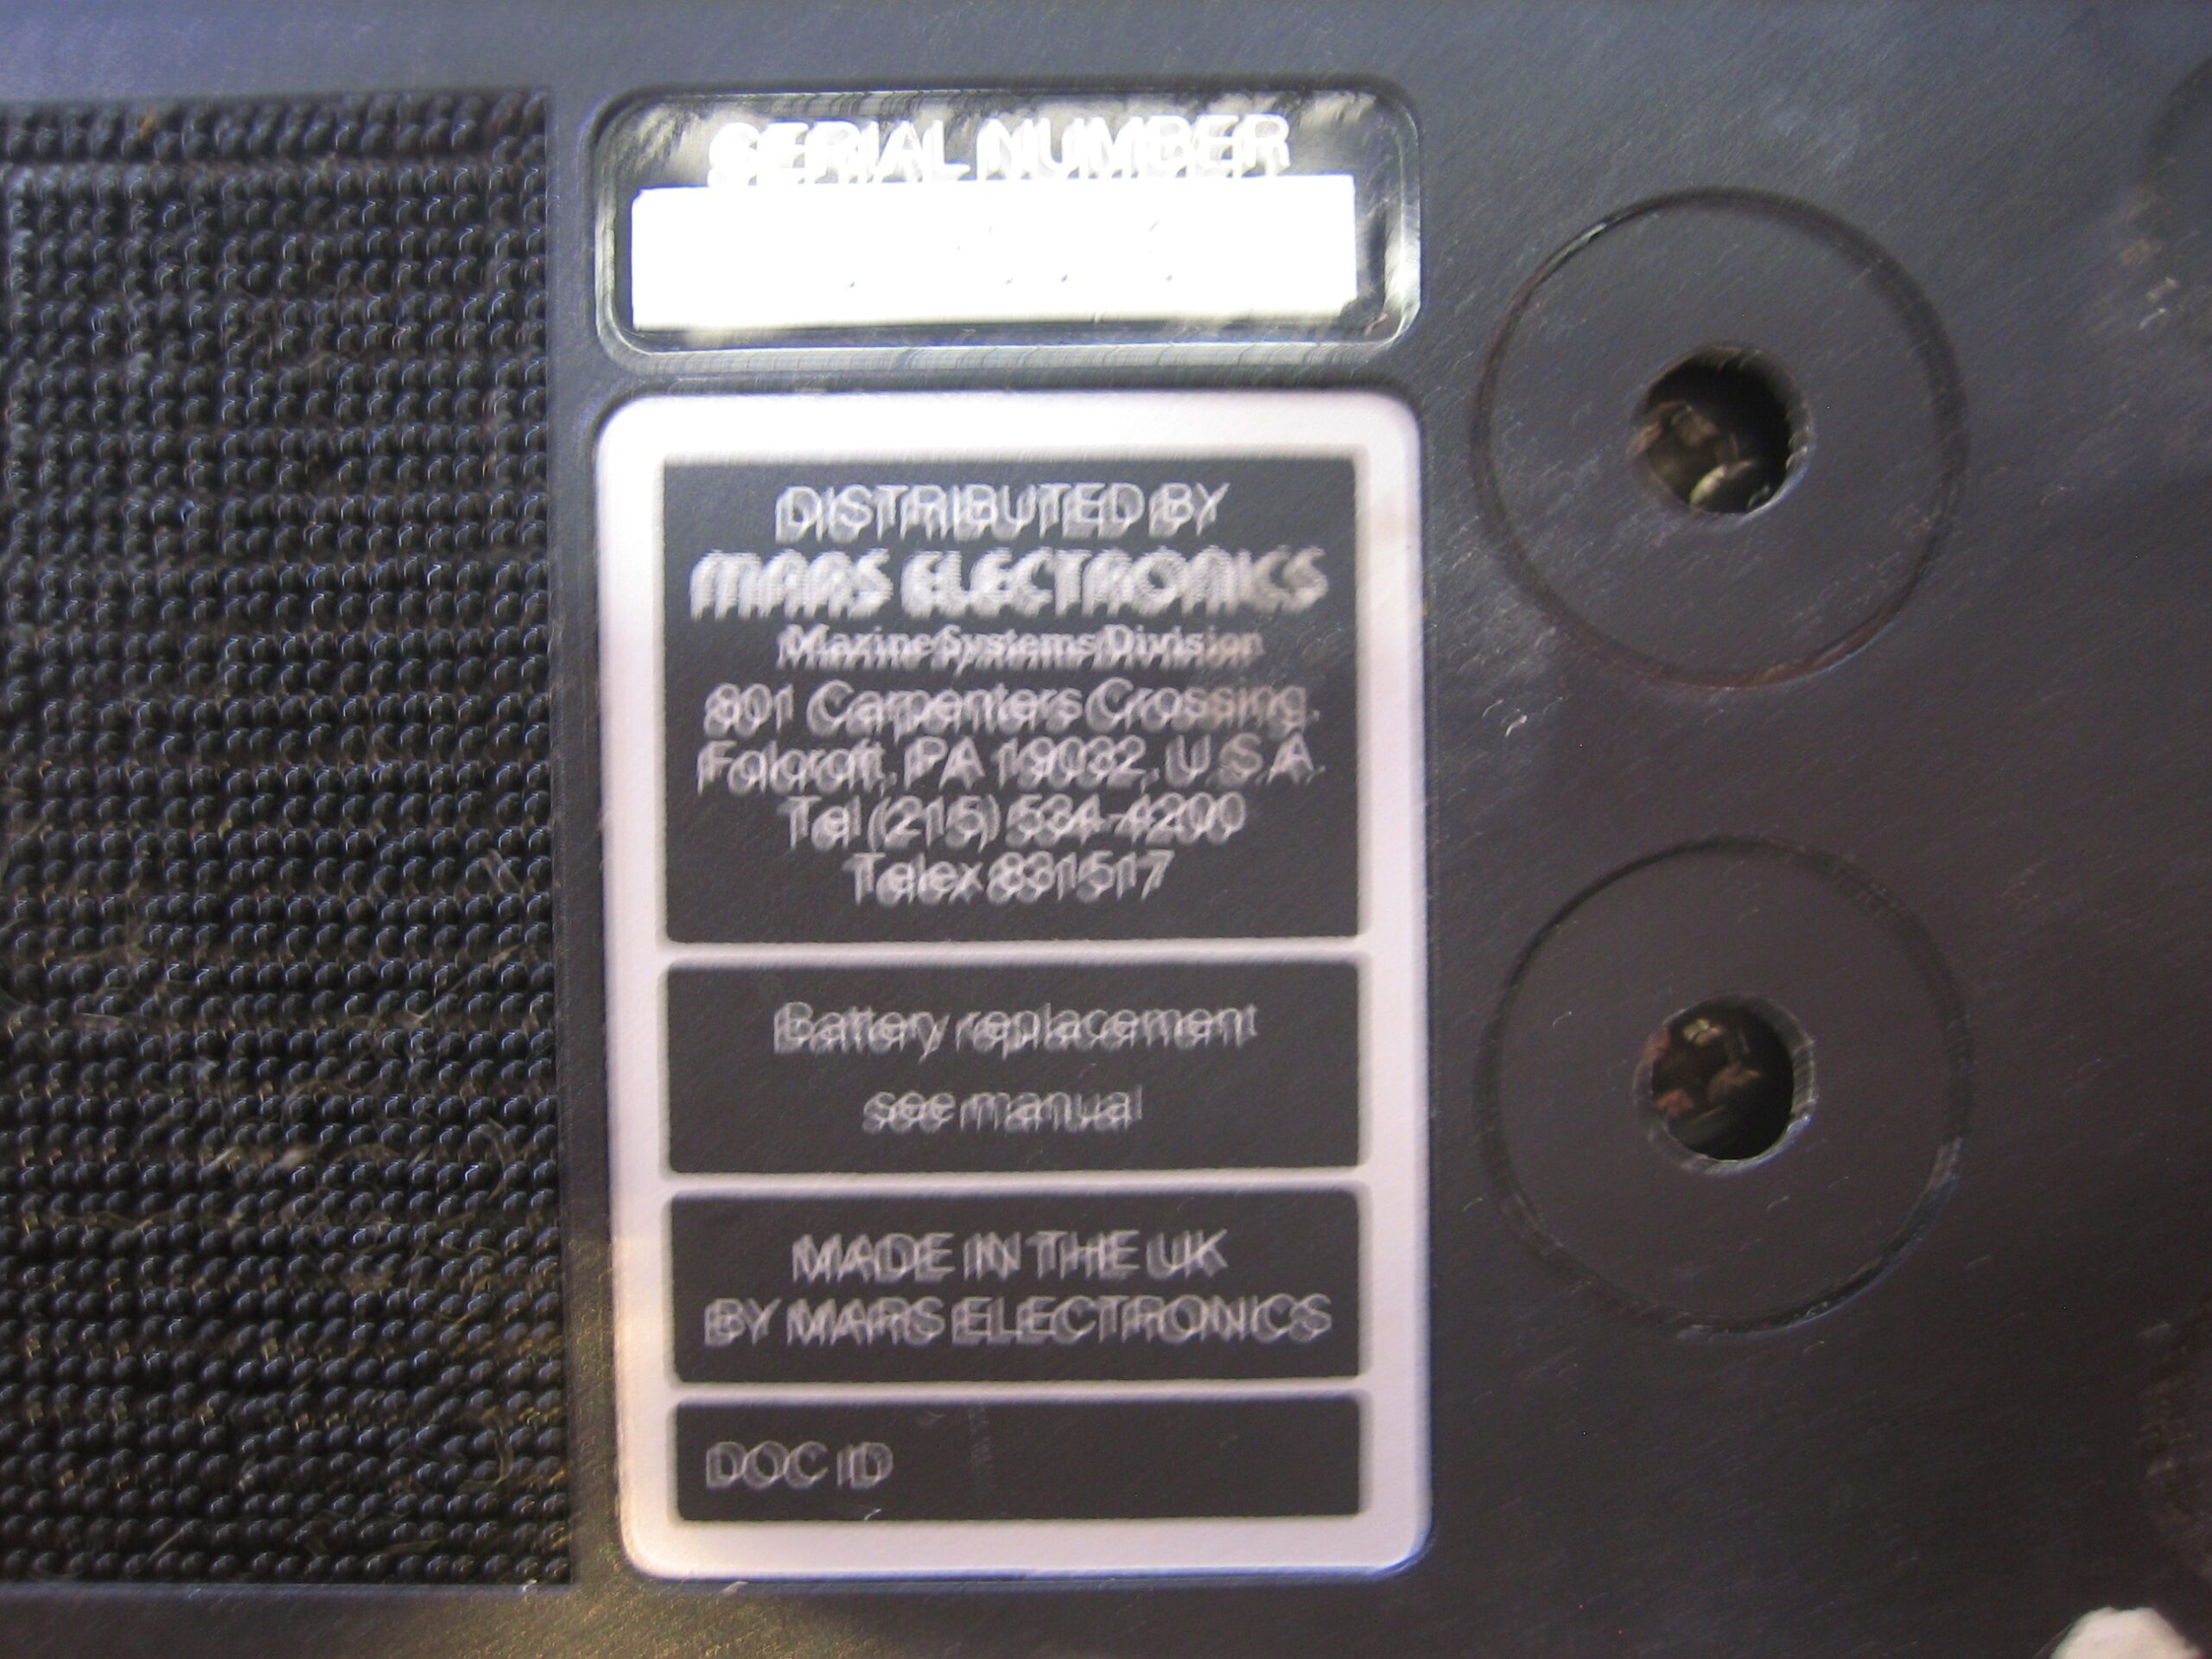 SERIAL NUMBER
DISTRIBUTED BY
MARS ELECTRONICS
Marine Systems Division
801 Carpenters Crossing,
Folcroft, PA 19032, U.S.A.
Tel (215) 534-4200
Telex 831517
Battery replacement
see manual
MADE IN THE UK
BY MARS ELECTRONICS
DOC ID